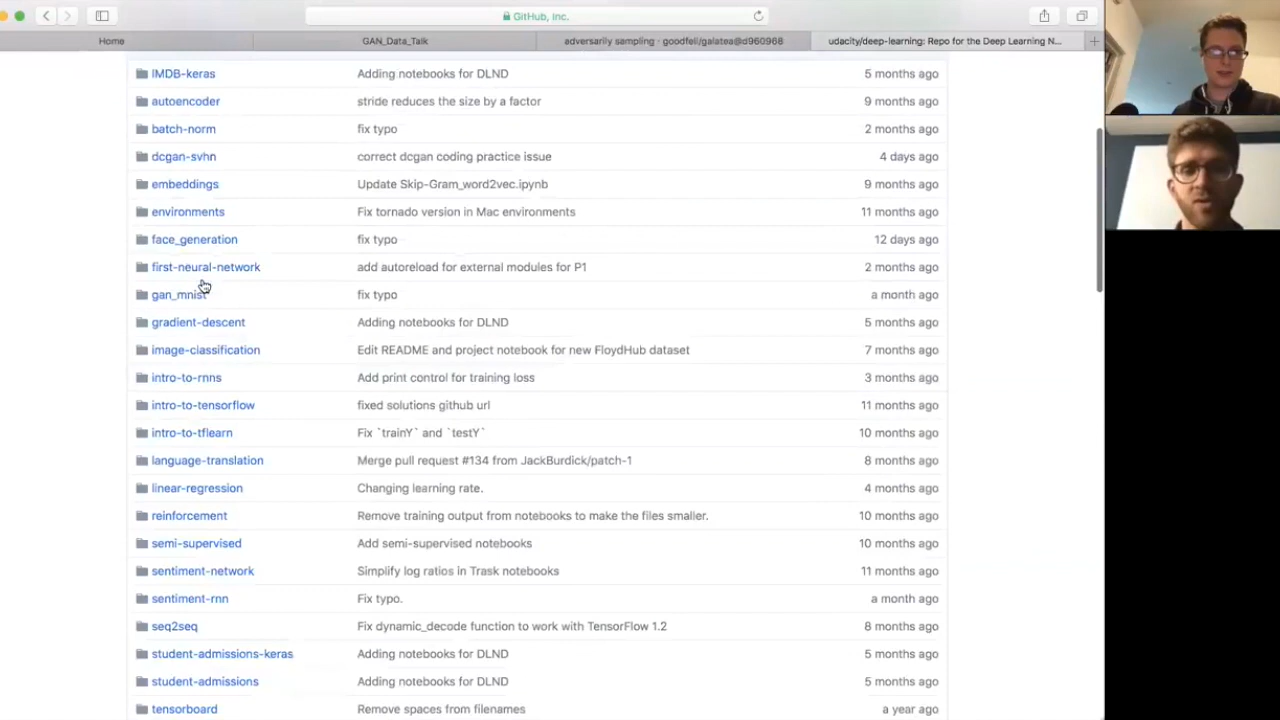 GitHub, Inc.
Home GAN_Data_Talk adversarily sampling · goodfeli/galatea@d960968 udacity/deep-learning: Repo for the Deep Learning N...
IMDB-keras Adding notebooks for DLND 5 months ago
autoencoder stride reduces the size by a factor 9 months ago
batch-norm fix typo 2 months ago
dcgan-svhn correct dcgan coding practice issue 4 days ago
embeddings Update Skip-Gram_word2vec.ipynb 9 months ago
environments Fix tornado version in Mac environments 11 months ago
face_generation fix typo 12 days ago
first-neural-network add autoreload for external modules for P1 2 months ago
gan_mnist fix typo a month ago
gradient-descent Adding notebooks for DLND 5 months ago
image-classification Edit README and project notebook for new FloydHub dataset 7 months ago
intro-to-rnns Add print control for training loss 3 months ago
intro-to-tensorflow fixed solutions github url 11 months ago
intro-to-tflearn Fix `trainY` and `testY` 10 months ago
language-translation Merge pull request #134 from JackBurdick/patch-1 8 months ago
linear-regression Changing learning rate. 4 months ago
reinforcement Remove training output from notebooks to make the files smaller. 10 months ago
semi-supervised Add semi-supervised notebooks 10 months ago
sentiment-network Simplify log ratios in Trask notebooks 11 months ago
sentiment-rnn Fix typo. a month ago
seq2seq Fix dynamic_decode function to work with TensorFlow 1.2 8 months ago
student-admissions-keras Adding notebooks for DLND 5 months ago
student-admissions Adding notebooks for DLND 5 months ago
tensorboard Remove spaces from filenames a year ago